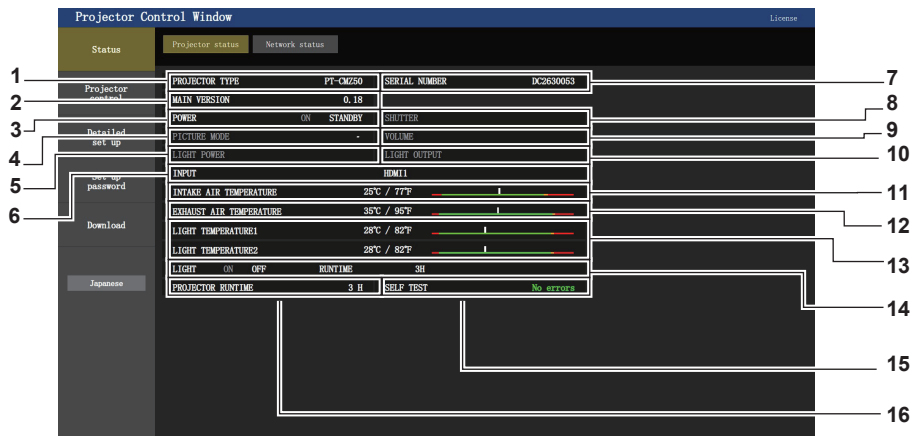 Projector Control Window
License
Status
Projector status
Network status
Projector
control
Detailed
set up
Set up
password
Download
Japanese
PROJECTOR TYPE PT-CMZ50
SERIAL NUMBER DC2630053
MAIN VERSION 0.18
POWER ON STANDBY
SHUTTER
PICTURE MODE -
VOLUME
LIGHT POWER
LIGHT OUTPUT
INPUT HDMI1
INTAKE AIR TEMPERATURE 25°C / 77°F
EXHAUST AIR TEMPERATURE 35°C / 95°F
LIGHT TEMPERATURE1 28°C / 82°F
LIGHT TEMPERATURE2 28°C / 82°F
LIGHT ON OFF RUNTIME 3H
PROJECTOR RUNTIME 3 H
SELF TEST No errors
1
2
3
4
5
6
7
8
9
10
11
12
13
14
15
16